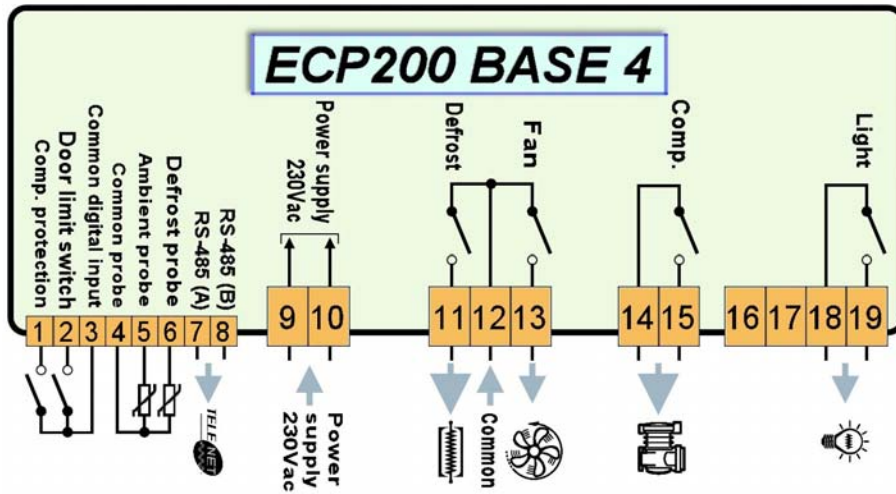 ECP200 BASE 4
Comp. protection
Door limit switch
Common digital input
Common probe
Ambient probe
Defrost probe
RS-485 (A)
RS-485 (B)
Power supply
230Vac
Defrost
Fan
Comp.
Light
1 2 3 4 5 6 7 8
9 10
11 12 13
14 15
16 17 18 19
TELE NET
Power
supply
230Vac
Common